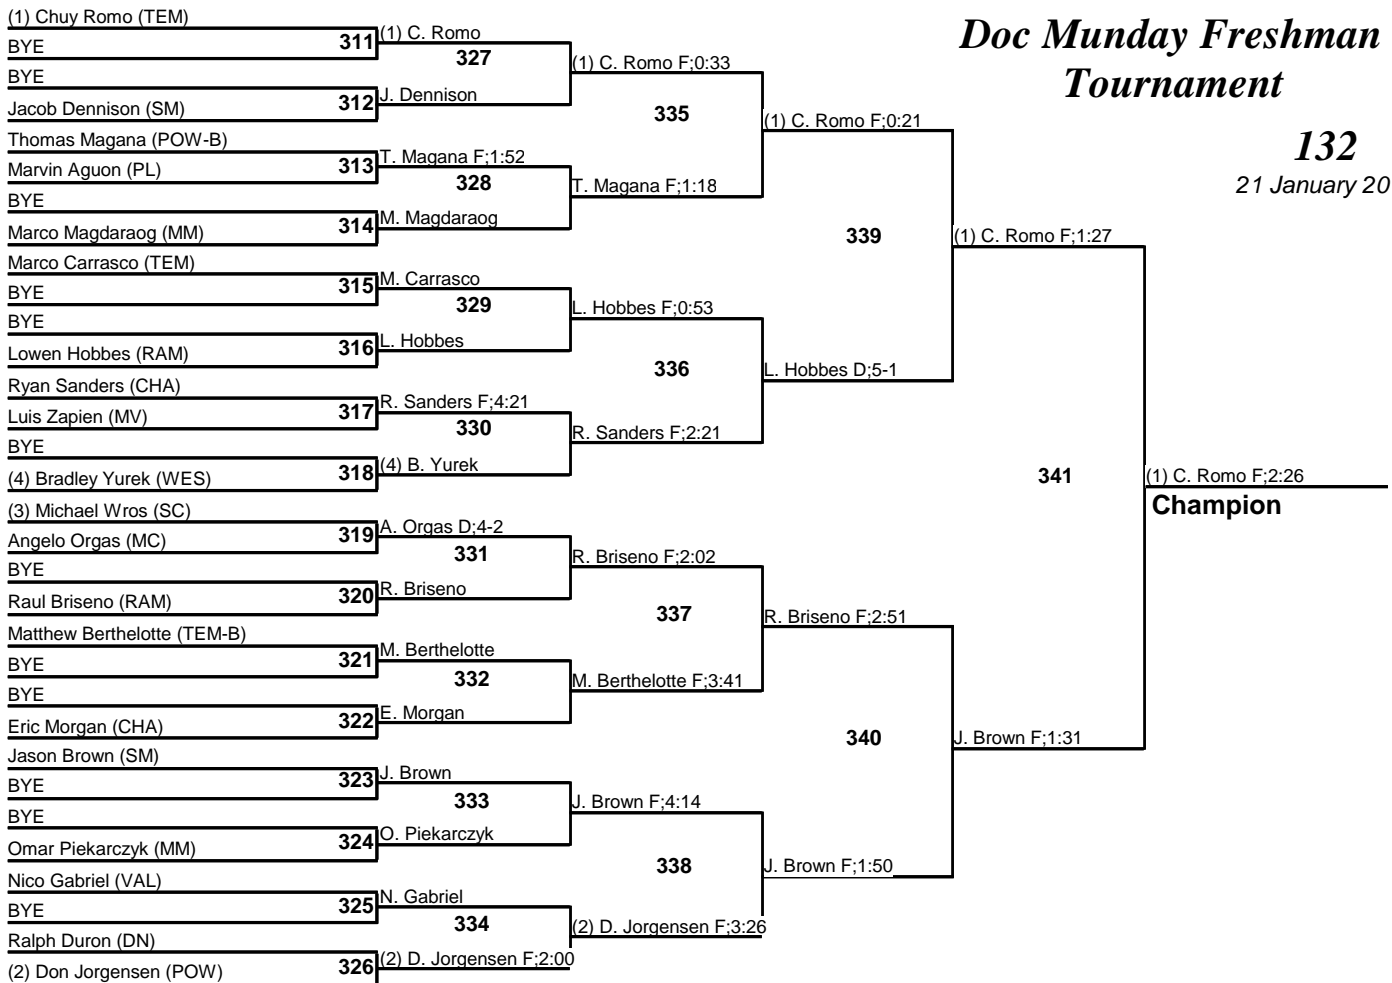 Doc Munday Freshman
Tournament
132
21 January 20
(1) Chuy Romo (TEM)
BYE
BYE
Jacob Dennison (SM)
Thomas Magana (POW-B)
Marvin Aguon (PL)
BYE
Marco Magdaraog (MM)
Marco Carrasco (TEM)
BYE
BYE
Lowen Hobbes (RAM)
Ryan Sanders (CHA)
Luis Zapien (MV)
BYE
(4) Bradley Yurek (WES)
(3) Michael Wros (SC)
Angelo Orgas (MC)
BYE
Raul Briseno (RAM)
Matthew Berthelotte (TEM-B)
BYE
BYE
Eric Morgan (CHA)
Jason Brown (SM)
BYE
BYE
Omar Piekarczyk (MM)
Nico Gabriel (VAL)
BYE
Ralph Duron (DN)
(2) Don Jorgensen (POW)
311
312
313
314
315
316
317
318
319
320
321
322
323
324
325
326
(1) C. Romo
327
J. Dennison
T. Magana F;1:52
328
M. Magdaraog
M. Carrasco
329
L. Hobbes
R. Sanders F;4:21
330
(4) B. Yurek
A. Orgas D;4-2
331
R. Briseno
M. Berthelotte
332
E. Morgan
J. Brown
333
O. Piekarczyk
N. Gabriel
334
(2) D. Jorgensen F;2:00
(1) C. Romo F;0:33
335
T. Magana F;1:18
L. Hobbes F;0:53
336
R. Sanders F;2:21
R. Briseno F;2:02
337
M. Berthelotte F;3:41
J. Brown F;4:14
338
(2) D. Jorgensen F;3:26
(1) C. Romo F;0:21
339
L. Hobbes D;5-1
R. Briseno F;2:51
340
J. Brown F;1:50
(1) C. Romo F;1:27
341
J. Brown F;1:31
(1) C. Romo F;2:26
Champion